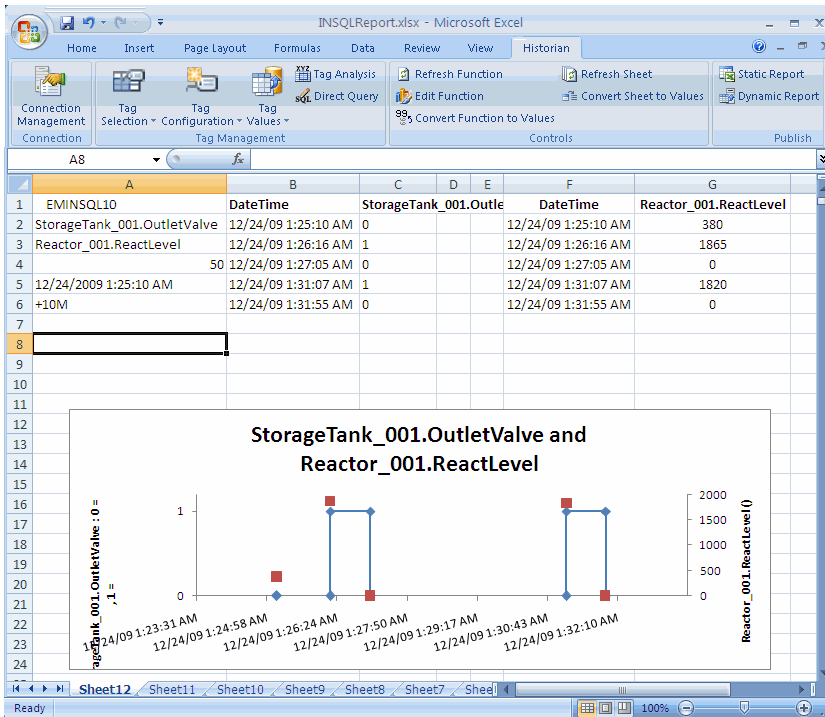 INSQLReport.xlsx - Microsoft Excel
Home Insert Page Layout Formulas Data Review View Historian
Connection Management
Tag Selection
Tag Configuration
Tag Values
XYZ Tag Analysis
SQL Direct Query
Refresh Function
Edit Function
99 Convert Function to Values
Refresh Sheet
Convert Sheet to Values
Static Report
Dynamic Report
Connection Tag Management Controls Publish
A8 fx
A B C D E F G
1 EMINSQL10 DateTime StorageTank_001.Outle DateTime Reactor_001.ReactLevel
2 StorageTank_001.OutletValve 12/24/09 1:25:10 AM 0 12/24/09 1:25:10 AM 380
3 Reactor_001.ReactLevel 12/24/09 1:26:16 AM 1 12/24/09 1:26:16 AM 1865
4 50 12/24/09 1:27:05 AM 0 12/24/09 1:27:05 AM 0
5 12/24/2009 1:25:10 AM 12/24/09 1:31:07 AM 1 12/24/09 1:31:07 AM 1820
6 +10M 12/24/09 1:31:55 AM 0 12/24/09 1:31:55 AM 0
7
8
9
10
11
12
13
14
15
16
17
18
19
20
21
22
23
24
StorageTank_001.OutletValve and
Reactor_001.ReactLevel
1
0
2000
1500
1000
500
0
rageTank_001.OutletValve : 0 =
, 1 =
Reactor_001.ReactLevel ()
12/24/09 1:23:31 AM
12/24/09 1:24:58 AM
12/24/09 1:26:24 AM
12/24/09 1:27:50 AM
12/24/09 1:29:17 AM
12/24/09 1:30:43 AM
12/24/09 1:32:10 AM
Sheet12 Sheet11 Sheet10 Sheet9 Sheet8 Sheet7 Shee
Ready 100%